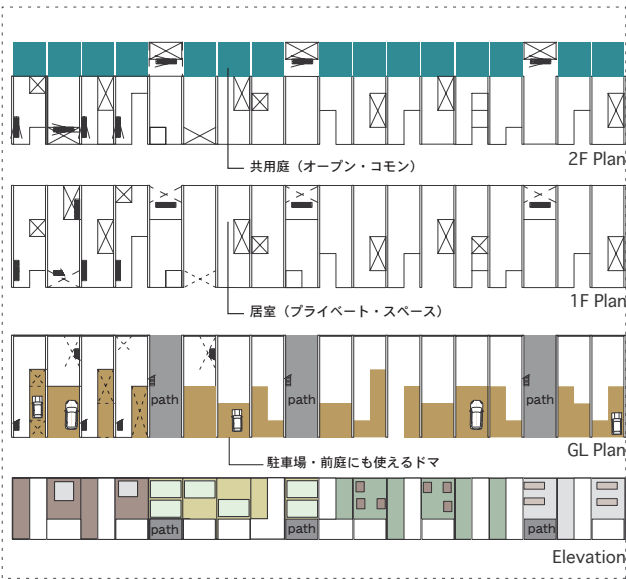 2F Plan
共用庭（オープン・コモン）
1F Plan
居室（プライベート・スペース）
path
path
path
GL Plan
駐車場・前庭にも使えるドマ
path
path
path
Elevation